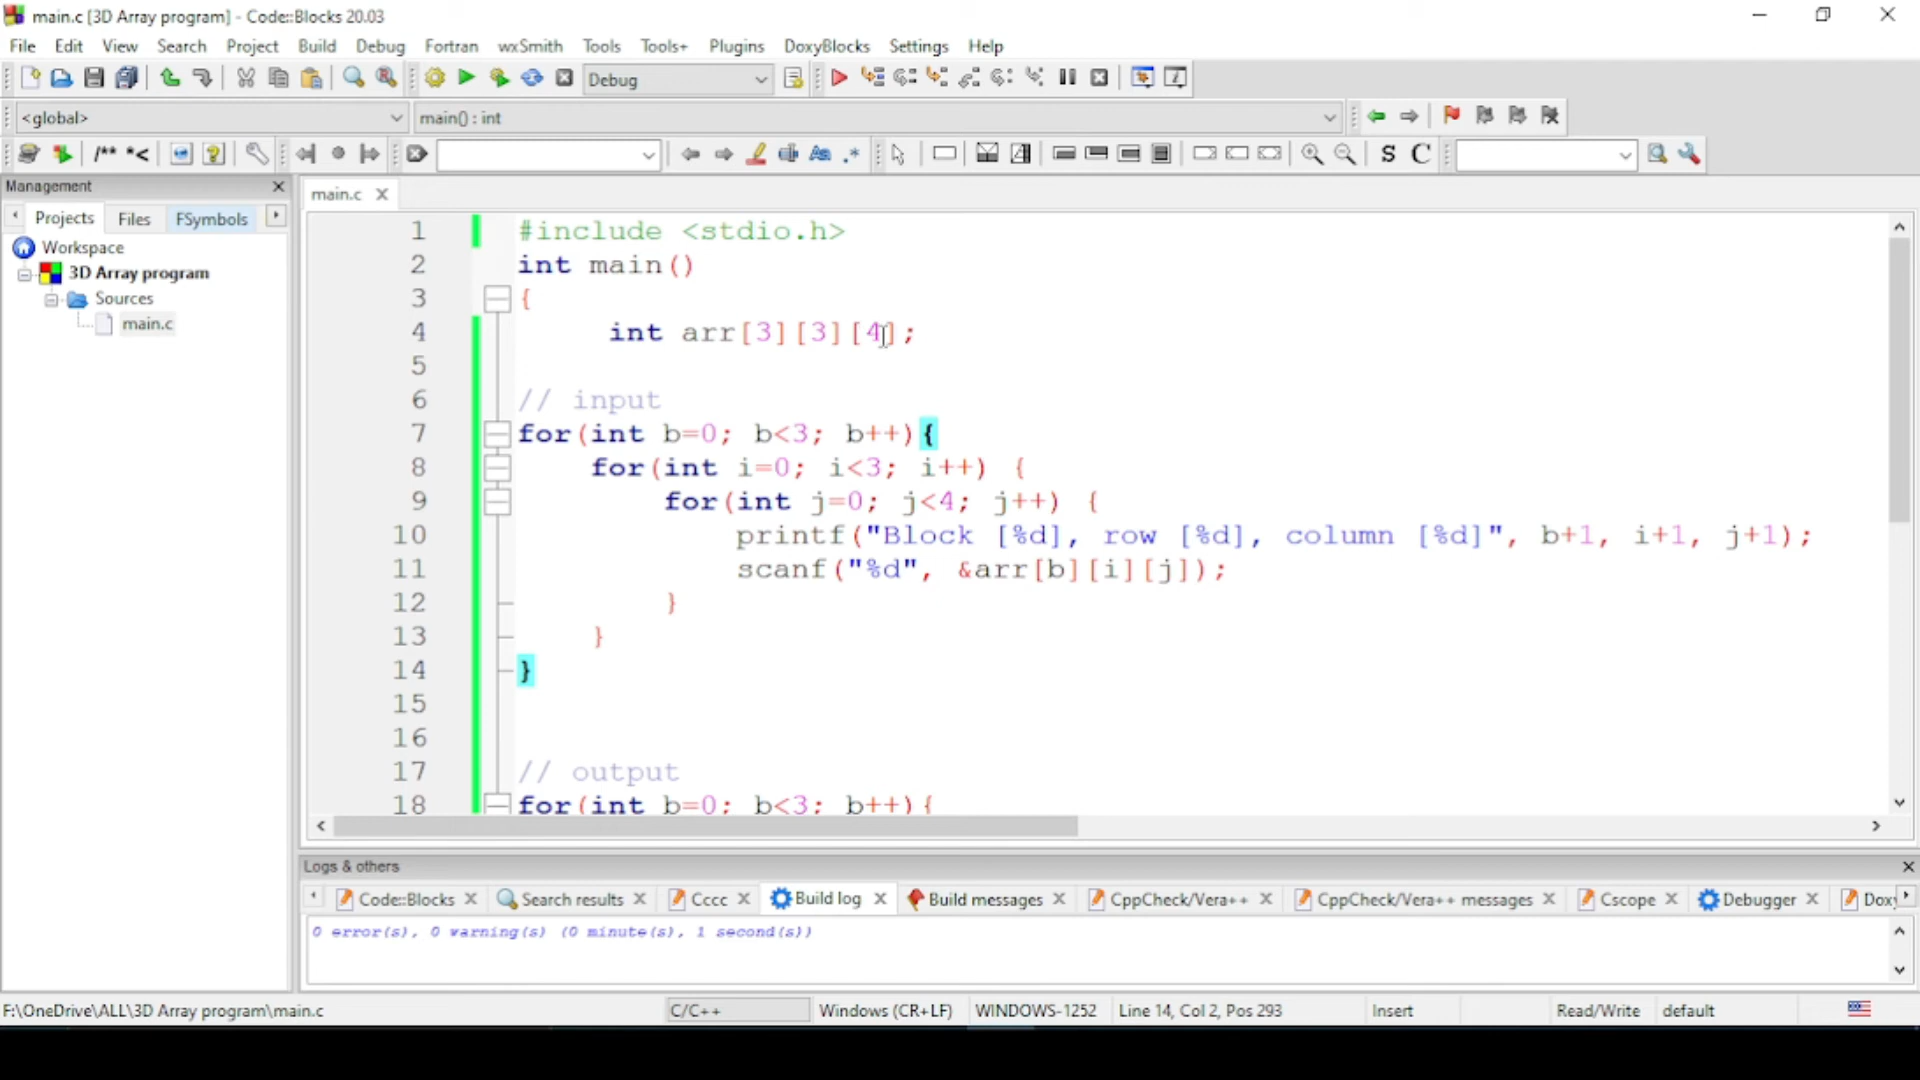 main.c [3D Array program] - Code::Blocks 20.03
File Edit View Search Project Build Debug Fortran wxSmith Tools Tools+ Plugins DoxyBlocks Settings Help
Debug
<global> main() : int
/** *< Aa .* S C
Management
main.c
Projects Files FSymbols
Workspace
3D Array program
Sources
main.c
1 #include <stdio.h>
2 int main()
3 {
4 int arr[3][3][4];
5
6 // input
7 for(int b=0; b<3; b++){
8 for(int i=0; i<3; i++) {
9 for(int j=0; j<4; j++) {
10 printf("Block [%d], row [%d], column [%d]", b+1, i+1, j+1);
11 scanf("%d", &arr[b][i][j]);
12 }
13 }
14 }
15
16
17 // output
18 for(int b=0; b<3; b++){
Logs & others
Code::Blocks Search results Cccc Build log Build messages CppCheck/Vera++ CppCheck/Vera++ messages Cscope Debugger Doxy
0 error(s), 0 warning(s) (0 minute(s), 1 second(s))
F:\OneDrive\ALL\3D Array program\main.c C/C++ Windows (CR+LF) WINDOWS-1252 Line 14, Col 2, Pos 293 Insert Read/Write default